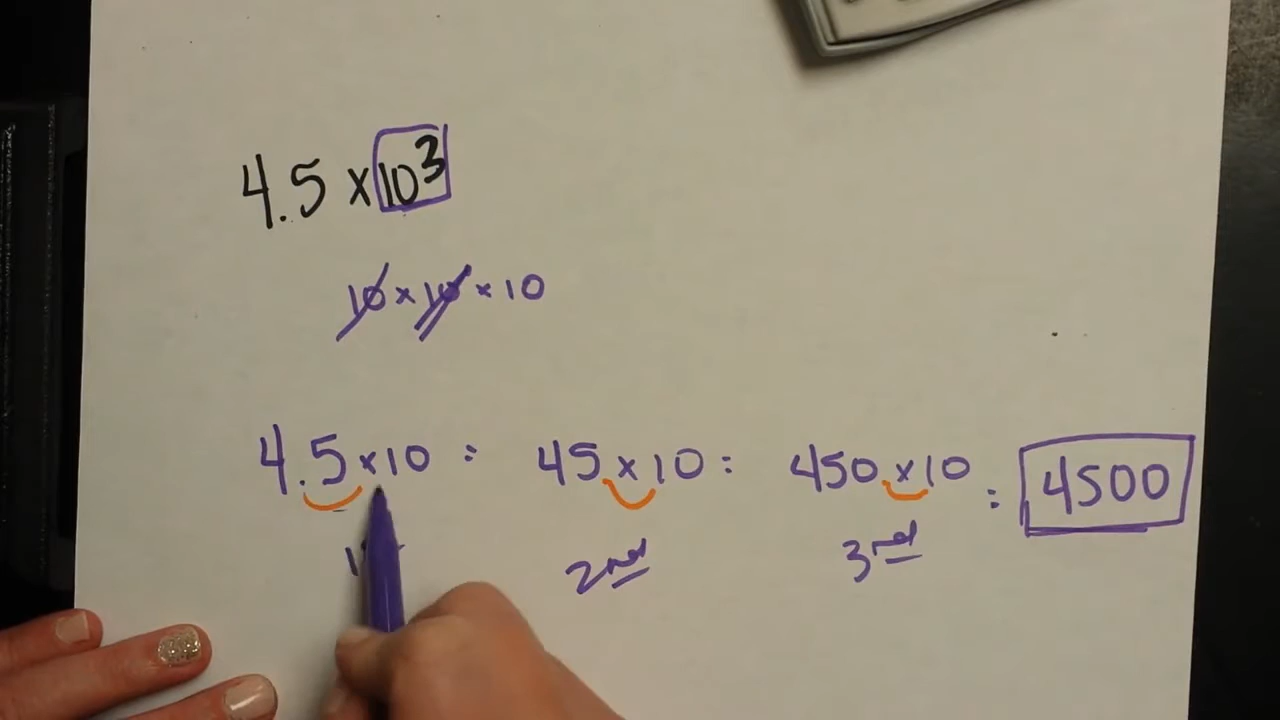 4.5 × 10³
10 × 10 × 10
4.5 × 10 = 45 × 10 = 450 × 10 = 4500
2nd 3rd